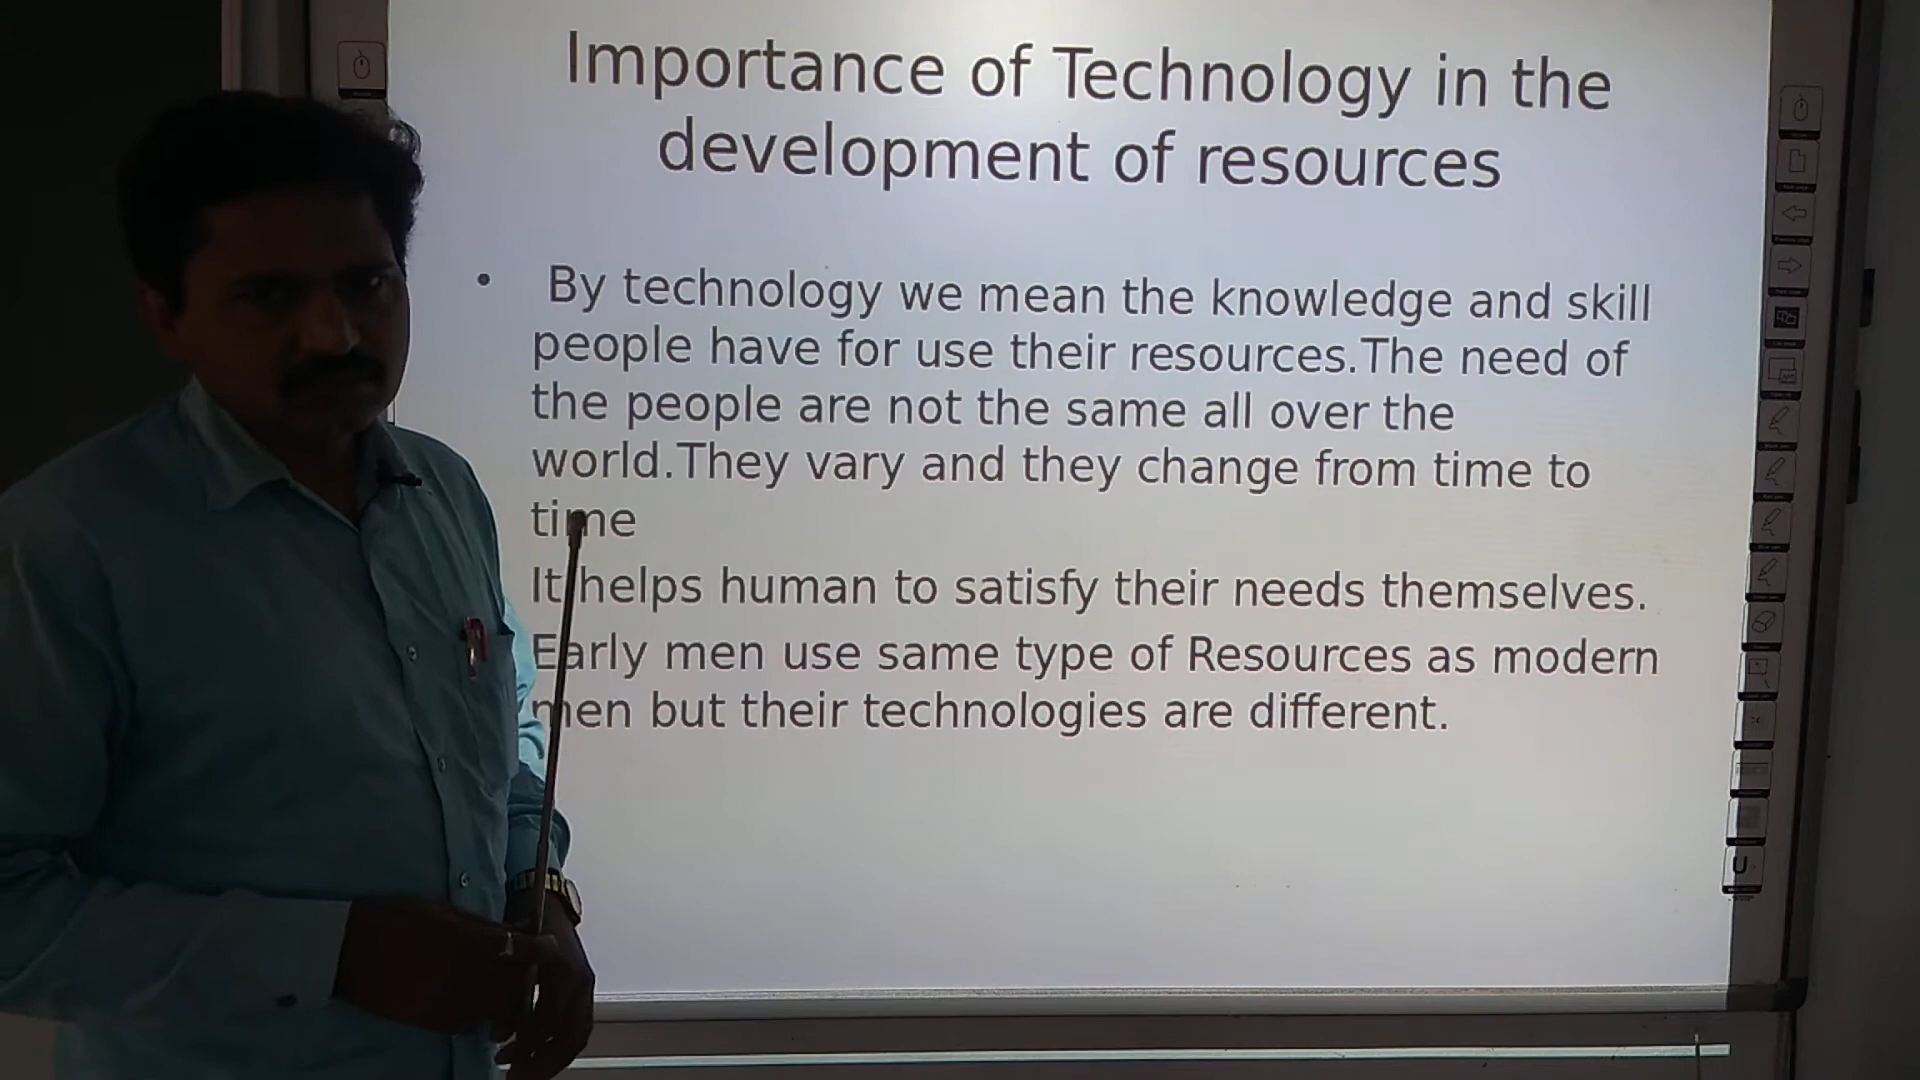 Importance of Technology in the
development of resources
• By technology we mean the knowledge and skill
people have for use their resources.The need of
the people are not the same all over the
world.They vary and they change from time to
time
It helps human to satisfy their needs themselves.
Early men use same type of Resources as modern
men but their technologies are different.